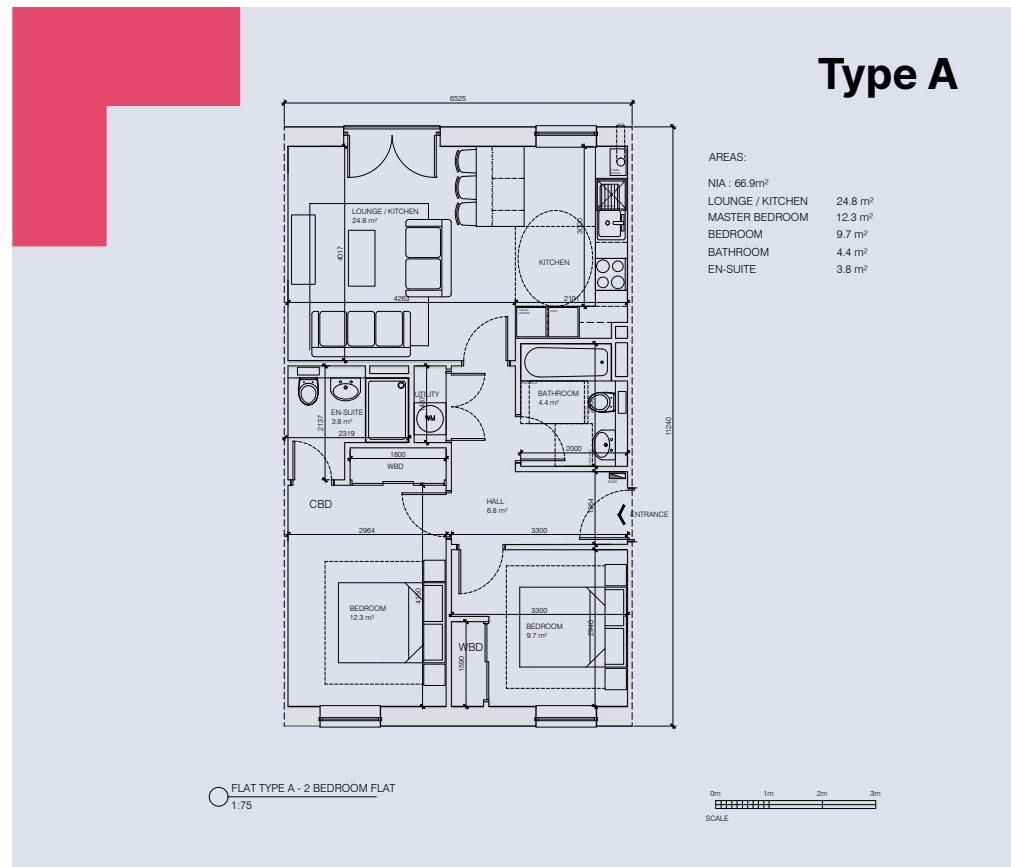 Type A
6525
AREAS:
NIA : 66.9m²
LOUNGE / KITCHEN 24.8 m²
MASTER BEDROOM 12.3 m²
BEDROOM 9.7 m²
BATHROOM 4.4 m²
EN-SUITE 3.8 m²
LOUNGE / KITCHEN
24.8 m²
3000
4017
KITCHEN
4263
2101
11240
UTILITY
WM
BATHROOM
4.4 m²
EN-SUITE
3.8 m²
2137
2319
2000
1800
WBD
ELEC
CBD
HALL
6.8 m²
ENTRANCE
2964
3300
BEDROOM
12.3 m²
3300
BEDROOM
9.7 m²
2940
WBD
1590
FLAT TYPE A - 2 BEDROOM FLAT
1:75
0m 1m 2m 3m
SCALE